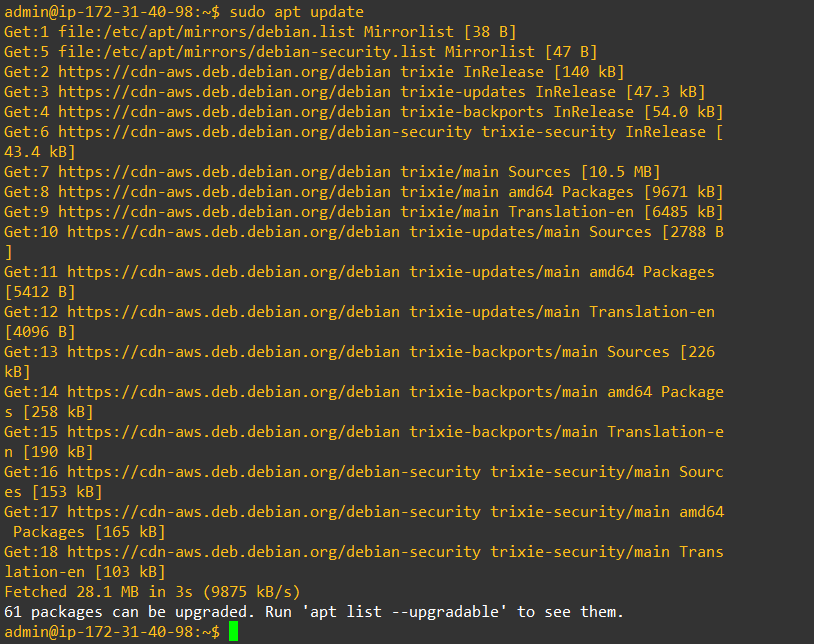 admin@ip-172-31-40-98:~$ sudo apt update
Get:1 file:/etc/apt/mirrors/debian.list Mirrorlist [38 B]
Get:5 file:/etc/apt/mirrors/debian-security.list Mirrorlist [47 B]
Get:2 https://cdn-aws.deb.debian.org/debian trixie InRelease [140 kB]
Get:3 https://cdn-aws.deb.debian.org/debian trixie-updates InRelease [47.3 kB]
Get:4 https://cdn-aws.deb.debian.org/debian trixie-backports InRelease [54.0 kB]
Get:6 https://cdn-aws.deb.debian.org/debian-security trixie-security InRelease [
43.4 kB]
Get:7 https://cdn-aws.deb.debian.org/debian trixie/main Sources [10.5 MB]
Get:8 https://cdn-aws.deb.debian.org/debian trixie/main amd64 Packages [9671 kB]
Get:9 https://cdn-aws.deb.debian.org/debian trixie/main Translation-en [6485 kB]
Get:10 https://cdn-aws.deb.debian.org/debian trixie-updates/main Sources [2788 B
]
Get:11 https://cdn-aws.deb.debian.org/debian trixie-updates/main amd64 Packages
[5412 B]
Get:12 https://cdn-aws.deb.debian.org/debian trixie-updates/main Translation-en
[4096 B]
Get:13 https://cdn-aws.deb.debian.org/debian trixie-backports/main Sources [226
kB]
Get:14 https://cdn-aws.deb.debian.org/debian trixie-backports/main amd64 Package
s [258 kB]
Get:15 https://cdn-aws.deb.debian.org/debian trixie-backports/main Translation-e
n [190 kB]
Get:16 https://cdn-aws.deb.debian.org/debian-security trixie-security/main Sourc
es [153 kB]
Get:17 https://cdn-aws.deb.debian.org/debian-security trixie-security/main amd64
 Packages [165 kB]
Get:18 https://cdn-aws.deb.debian.org/debian-security trixie-security/main Trans
lation-en [103 kB]
Fetched 28.1 MB in 3s (9875 kB/s)
61 packages can be upgraded. Run 'apt list --upgradable' to see them.
admin@ip-172-31-40-98:~$